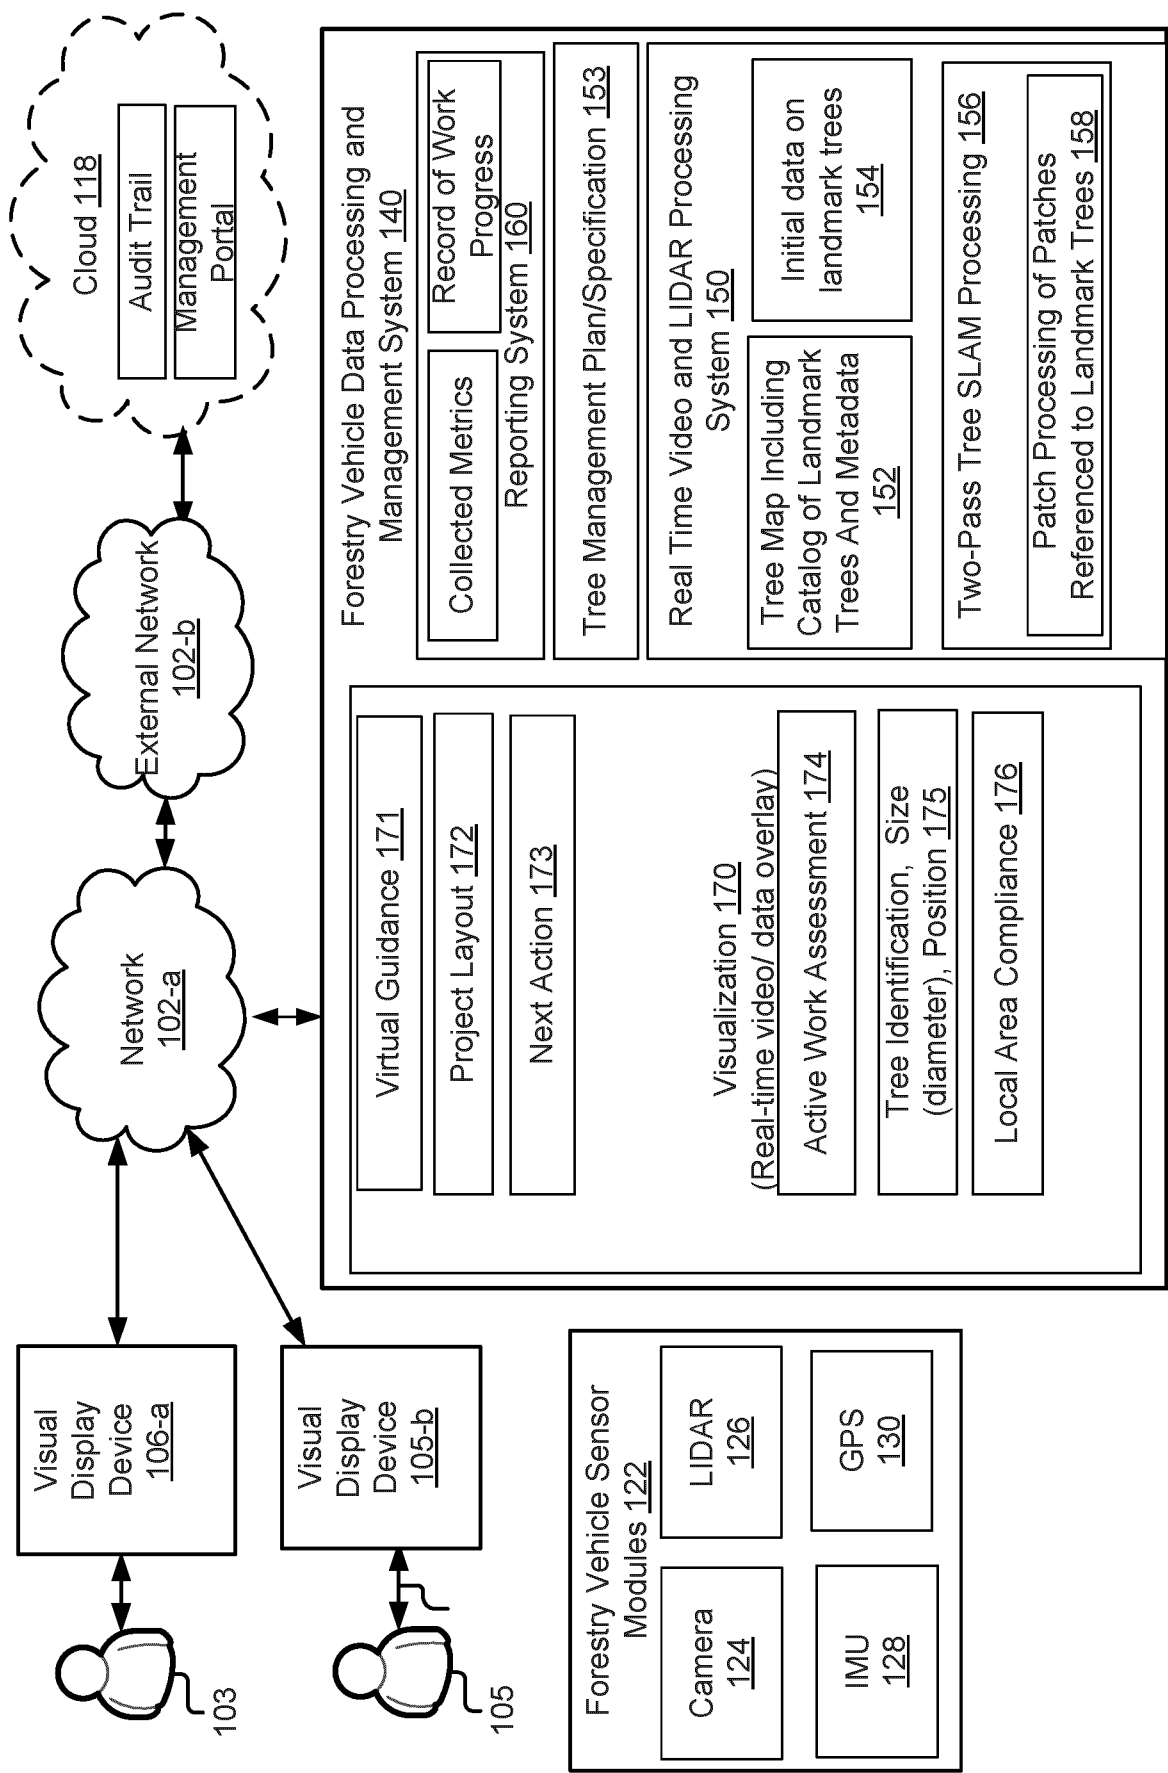 Visual
Display
Device
106-a
103
Visual
Display
Device
105-b
105
Network
102-a
External Network
102-b
Cloud 118
Audit Trail
Management
Portal
Forestry Vehicle Sensor
Modules 122
Camera
124
LIDAR
126
IMU
128
GPS
130
Forestry Vehicle Data Processing and
Management System 140
Virtual Guidance 171
Project Layout 172
Next Action 173
Visualization 170
(Real-time video/ data overlay)
Active Work Assessment 174
Tree Identification, Size
(diameter), Position 175
Local Area Compliance 176
Collected Metrics
Record of Work
Progress
Reporting System 160
Tree Management Plan/Specification 153
Real Time Video and LIDAR Processing
System 150
Tree Map Including
Catalog of Landmark
Trees And Metadata
152
Initial data on
landmark trees
154
Two-Pass Tree SLAM Processing 156
Patch Processing of Patches
Referenced to Landmark Trees 158